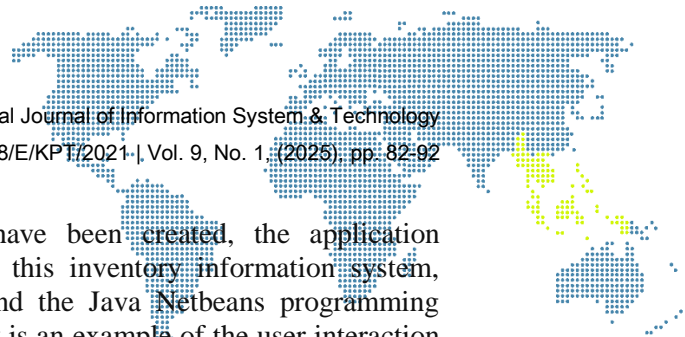 al Journal of Information System & Technology
8/E/KPT/2021 | Vol. 9, No. 1, (2025), pp. 82-92
have been created, the application
this inventory information system,
nd the Java Netbeans programming
is an example of the user interaction